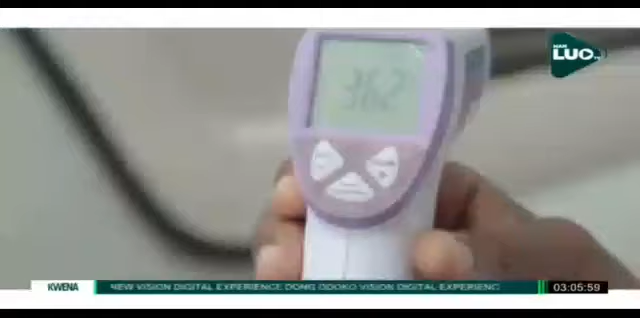 LUO
36.2
KWENA
NEW VISION DIGITAL EXPERIENCE DONG ODOKO VISION DIGITAL EXPERIENC
03:05:59